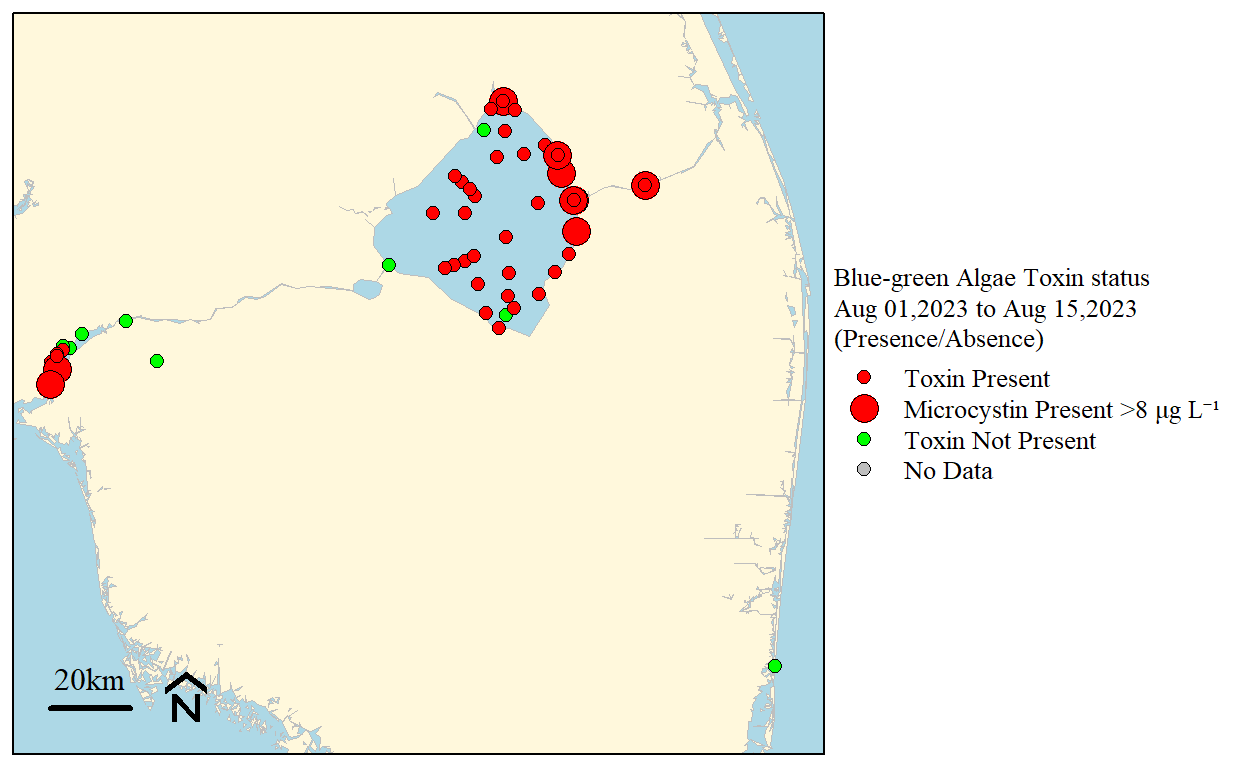 Blue-green Algae Toxin status
Aug 01,2023 to Aug 15,2023
(Presence/Absence)
Toxin Present
Microcystin Present >8 μg L⁻¹
Toxin Not Present
No Data
20km
N